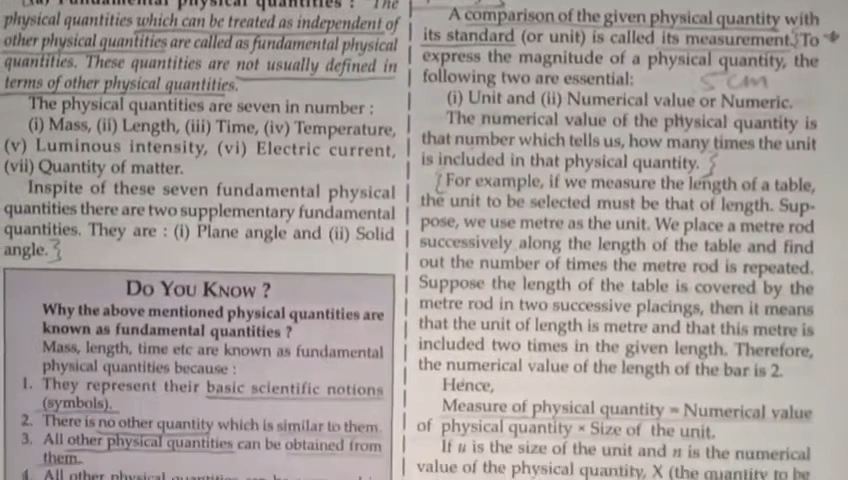 (a) Fundamental physical quantities : The
physical quantities which can be treated as independent of
other physical quantities are called as fundamental physical
quantities. These quantities are not usually defined in
terms of other physical quantities.
The physical quantities are seven in number :
(i) Mass, (ii) Length, (iii) Time, (iv) Temperature,
(v) Luminous intensity, (vi) Electric current,
(vii) Quantity of matter.
Inspite of these seven fundamental physical
quantities there are two supplementary fundamental
quantities. They are : (i) Plane angle and (ii) Solid
angle.
DO YOU KNOW ?
Why the above mentioned physical quantities are
known as fundamental quantities ?
Mass, length, time etc are known as fundamental
physical quantities because :
1. They represent their basic scientific notions
(symbols).
2. There is no other quantity which is similar to them.
3. All other physical quantities can be obtained from
them.
4. All other physical quantities can be
A comparison of the given physical quantity with
its standard (or unit) is called its measurement. To
express the magnitude of a physical quantity, the
following two are essential:
5 cm
(i) Unit and (ii) Numerical value or Numeric.
The numerical value of the physical quantity is
that number which tells us, how many times the unit
is included in that physical quantity.
For example, if we measure the length of a table,
the unit to be selected must be that of length. Sup-
pose, we use metre as the unit. We place a metre rod
successively along the length of the table and find
out the number of times the metre rod is repeated.
Suppose the length of the table is covered by the
metre rod in two successive placings, then it means
that the unit of length is metre and that this metre is
included two times in the given length. Therefore,
the numerical value of the length of the bar is 2.
Hence,
Measure of physical quantity = Numerical value
of physical quantity × Size of the unit.
If u is the size of the unit and n is the numerical
value of the physical quantity, X (the quantity to be